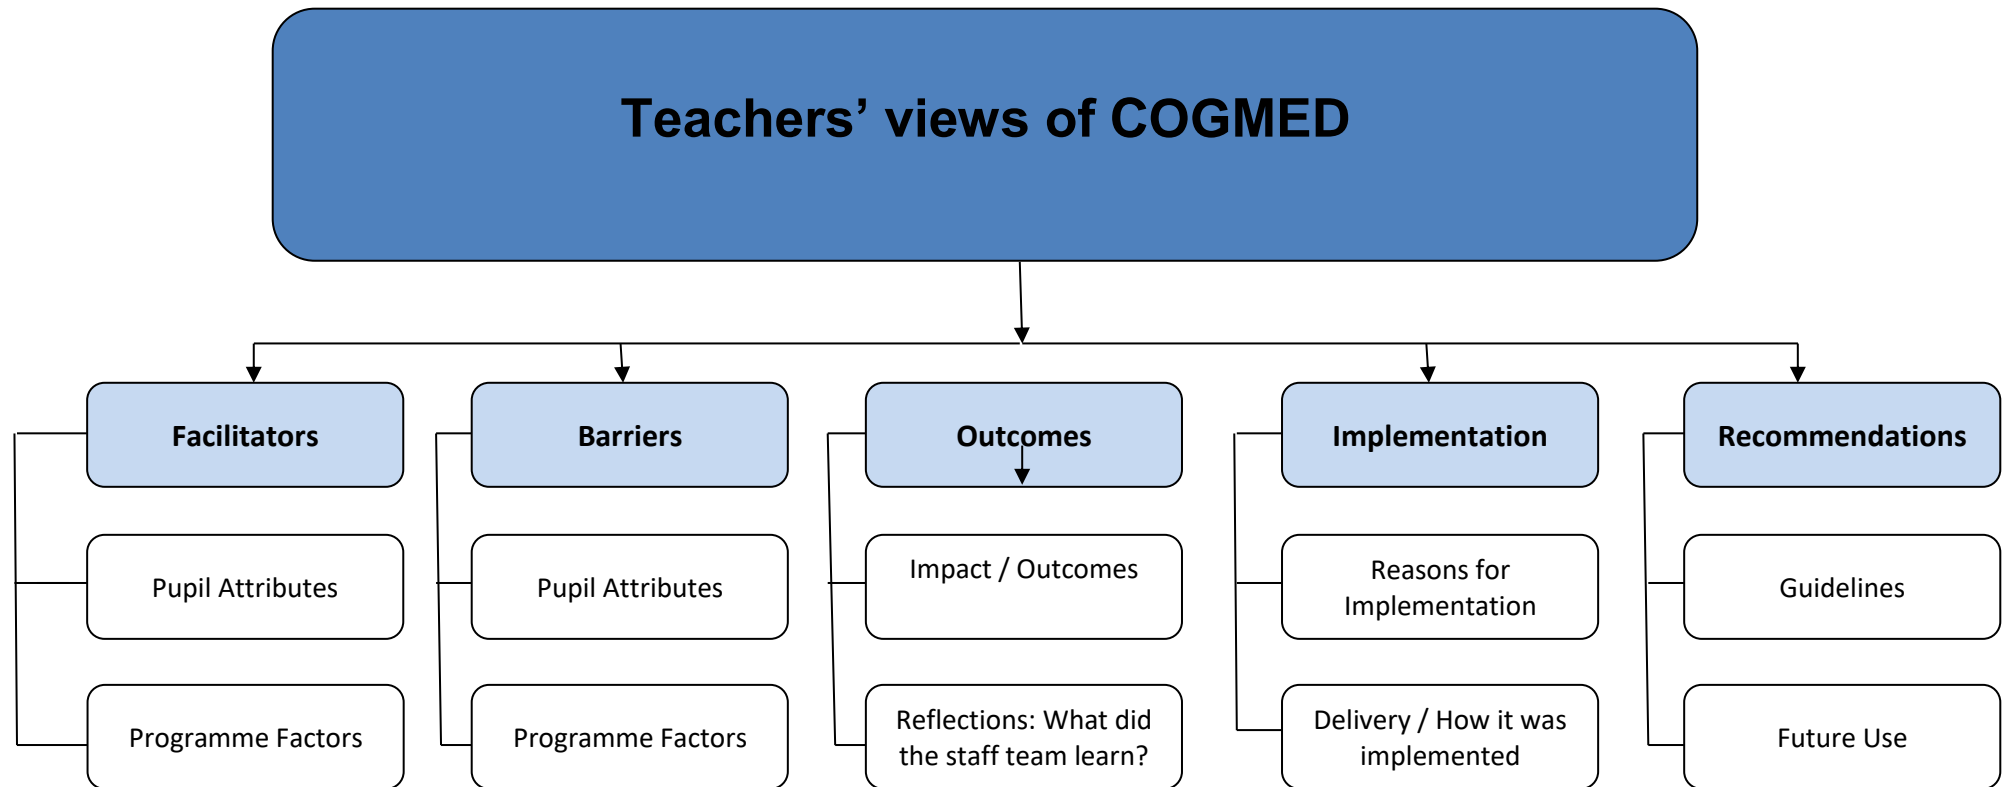 Teachers’ views of COGMED
Facilitators
Barriers
Outcomes
Implementation
Recommendations
Pupil Attributes
Pupil Attributes
Impact / Outcomes
Reasons for
Implementation
Guidelines
Programme Factors
Programme Factors
Reflections: What did
the staff team learn?
Delivery / How it was
implemented
Future Use